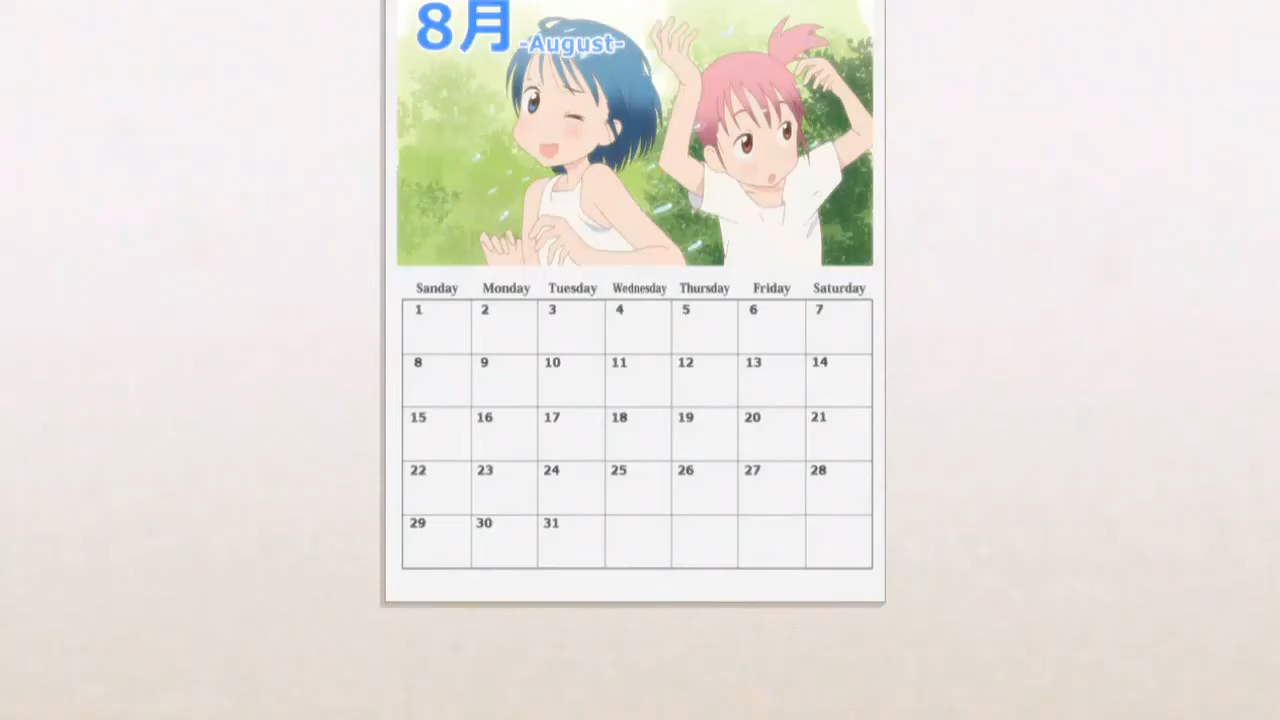 8月 -August-
Sanday Monday Tuesday Wednesday Thursday Friday Saturday
1 2 3 4 5 6 7
8 9 10 11 12 13 14
15 16 17 18 19 20 21
22 23 24 25 26 27 28
29 30 31